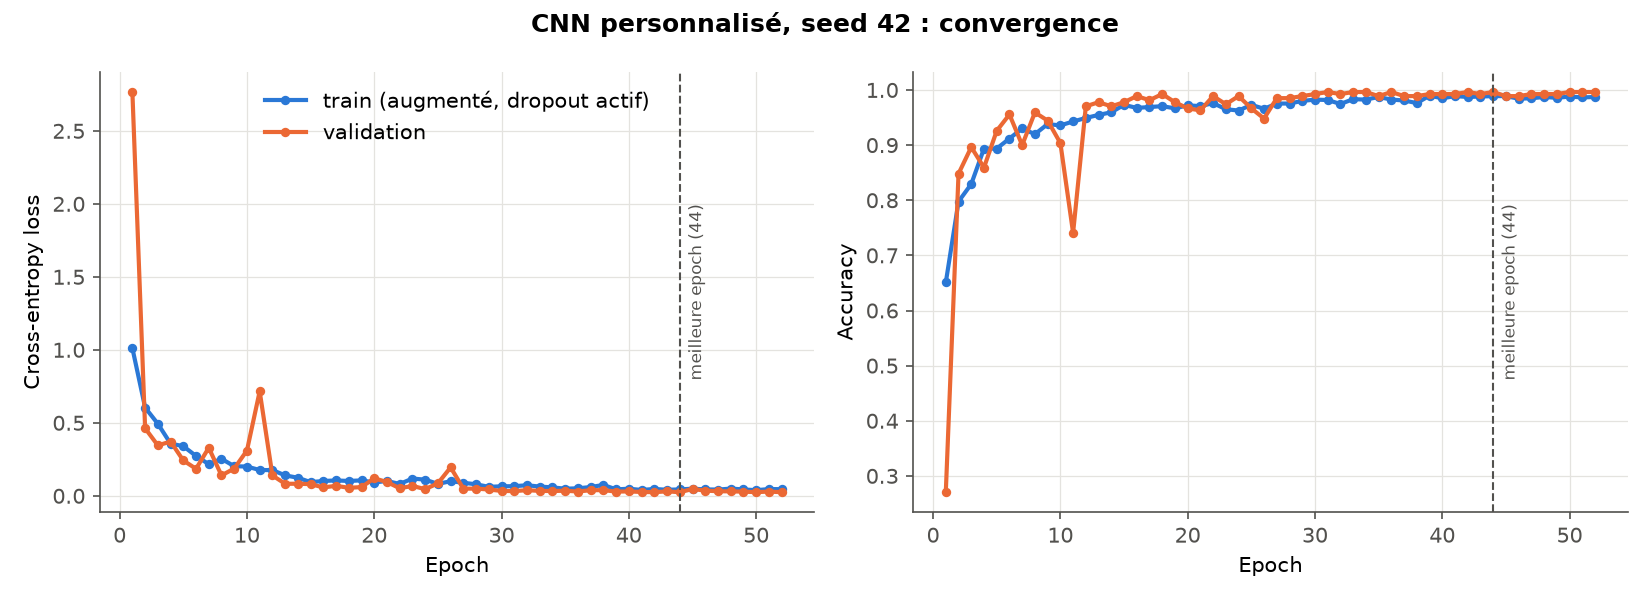 CNN personnalisé, seed 42 : convergence
train (augmenté, dropout actif)
validation
Cross-entropy loss
2.5
2.0
1.5
1.0
0.5
0.0
meilleure epoch (44)
0 10 20 30 40 50
Epoch
Accuracy
1.0
0.9
0.8
0.7
0.6
0.5
0.4
0.3
meilleure epoch (44)
0 10 20 30 40 50
Epoch